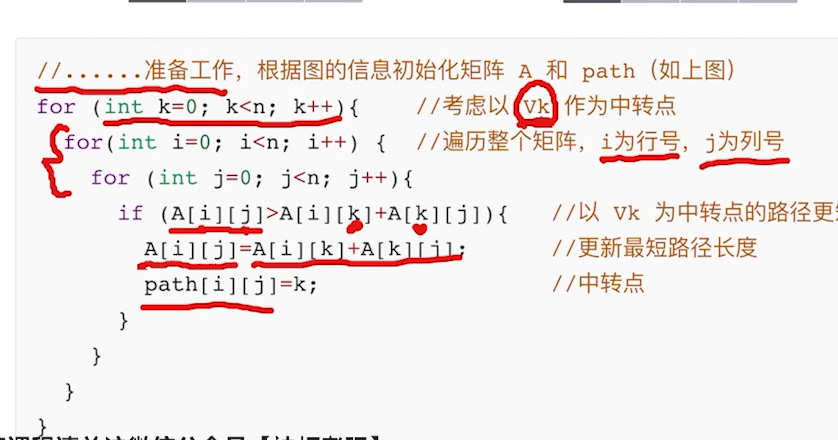 //......准备工作，根据图的信息初始化矩阵 A 和 path（如上图）
for (int k=0; k<n; k++){ //考虑以 Vk 作为中转点
for(int i=0; i<n; i++) { //遍历整个矩阵，i为行号，j为列号
for (int j=0; j<n; j++){
if (A[i][j]>A[i][k]+A[k][j]){ //以 Vk 为中转点的路径更
A[i][j]=A[i][k]+A[k][j]; //更新最短路径长度
path[i][j]=k; //中转点
}
}
}
}